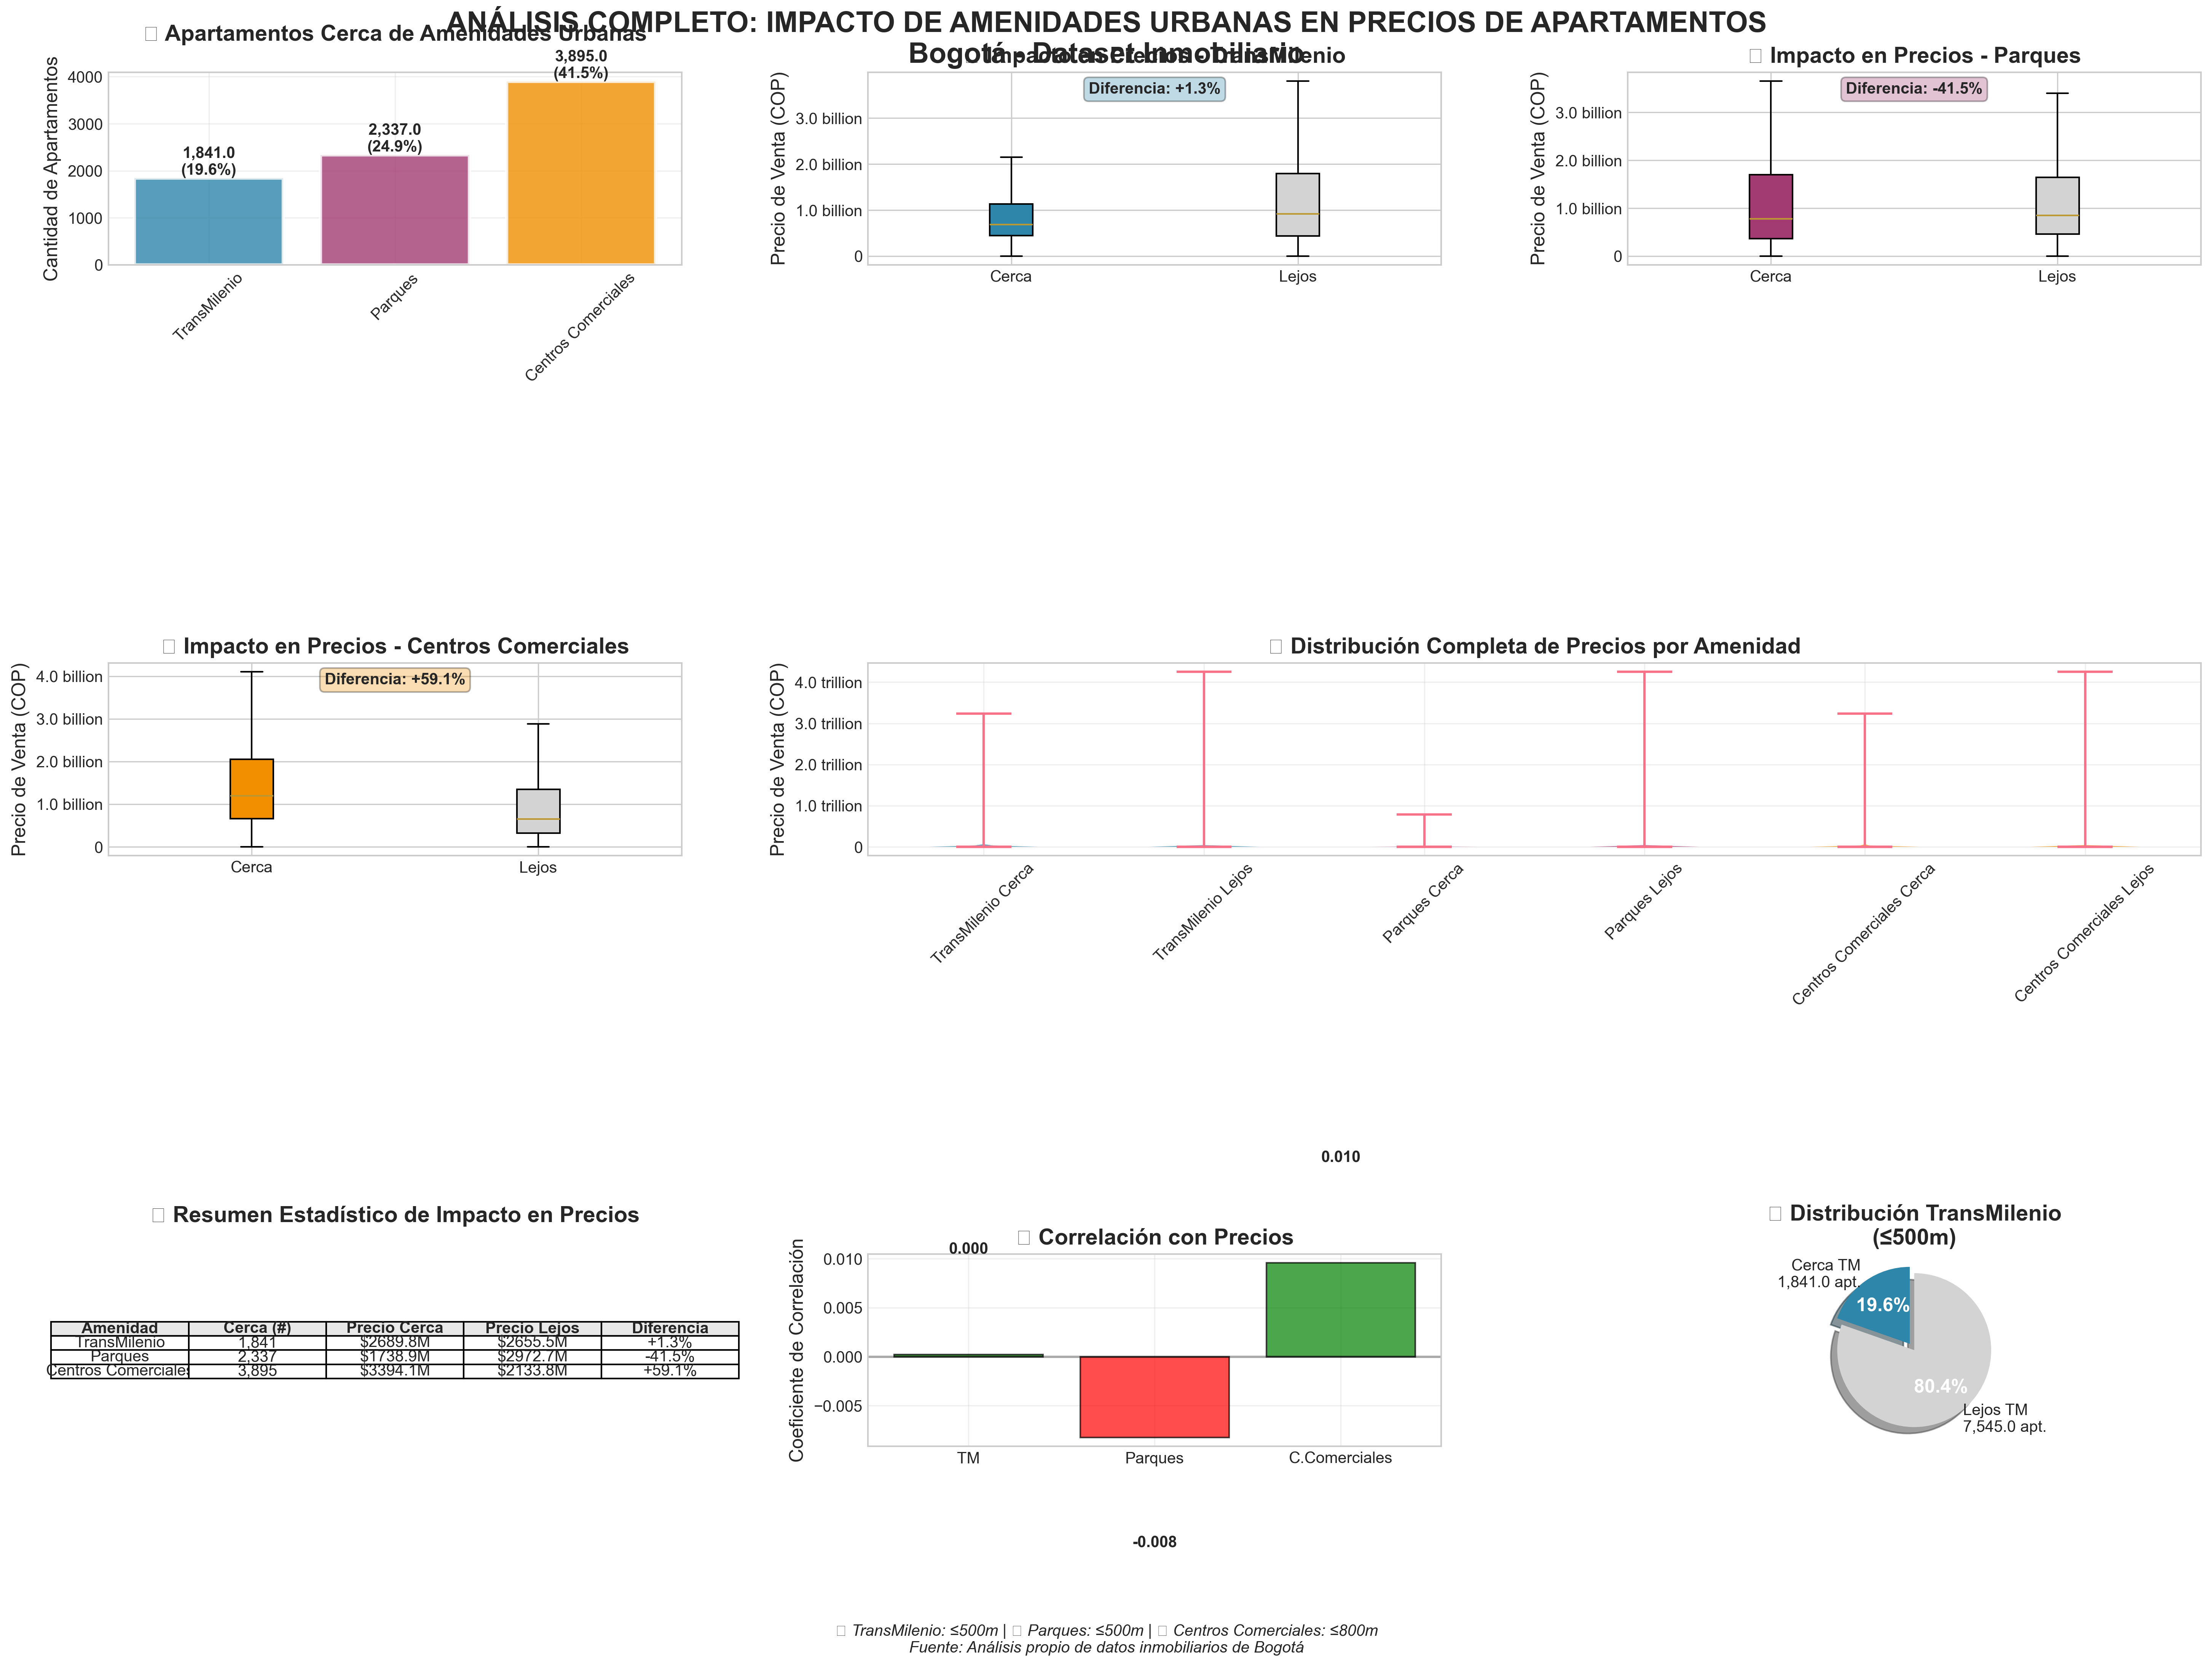 ANÁLISIS COMPLETO: IMPACTO DE AMENIDADES URBANAS EN PRECIOS DE APARTAMENTOS
Bogotá - Dataset Inmobiliario
Apartamentos Cerca de Amenidades Urbanas
Cantidad de Apartamentos
4000
3000
2000
1000
0
1,841.0
(19.6%)
2,337.0
(24.9%)
3,895.0
(41.5%)
TransMilenio
Parques
Centros Comerciales
Impacto en Precios - TransMilenio
Precio de Venta (COP)
3.0 billion
2.0 billion
1.0 billion
0
Diferencia: +1.3%
Cerca
Lejos
Impacto en Precios - Parques
Precio de Venta (COP)
3.0 billion
2.0 billion
1.0 billion
0
Diferencia: -41.5%
Cerca
Lejos
Impacto en Precios - Centros Comerciales
Precio de Venta (COP)
4.0 billion
3.0 billion
2.0 billion
1.0 billion
0
Diferencia: +59.1%
Cerca
Lejos
Distribución Completa de Precios por Amenidad
Precio de Venta (COP)
4.0 trillion
3.0 trillion
2.0 trillion
1.0 trillion
0
TransMilenio Cerca
TransMilenio Lejos
Parques Cerca
Parques Lejos
Centros Comerciales Cerca
Centros Comerciales Lejos
Resumen Estadístico de Impacto en Precios
Amenidad Cerca (#) Precio Cerca Precio Lejos Diferencia
TransMilenio 1,841 $2689.8M $2655.5M +1.3%
Parques 2,337 $1738.9M $2972.7M -41.5%
Centros Comerciales 3,895 $3394.1M $2133.8M +59.1%
0.010
Correlación con Precios
0.000
Coeficiente de Correlación
0.010
0.005
0.000
−0.005
TM
Parques
C.Comerciales
-0.008
Distribución TransMilenio
(≤500m)
Cerca TM
1,841.0 apt.
19.6%
80.4%
Lejos TM
7,545.0 apt.
TransMilenio: ≤500m | Parques: ≤500m | Centros Comerciales: ≤800m
Fuente: Análisis propio de datos inmobiliarios de Bogotá